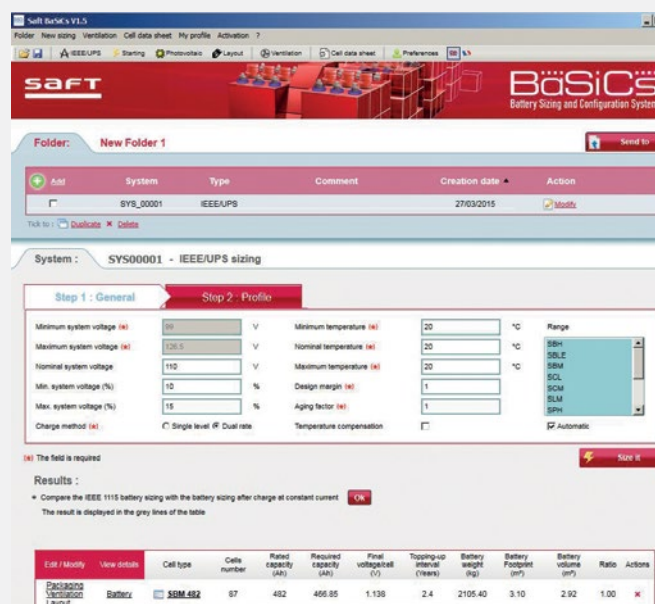 Saft BaSiCs V1.5
Folder New sizing Ventilation Cell data sheet My profile Activation ?
IEEE/UPS Starting Photovoltaic Layout Ventilation Cell data sheet Preferences
saft
BaSiCs
Battery Sizing and Configuration System
Folder: New Folder 1
Send to
Add System Type Comment Creation date Action
SYS_00001 IEEE/UPS 27/03/2015 Modify
Tick to : Duplicate Delete
System : SYS00001 - IEEE/UPS sizing
Step 1 : General Step 2 : Profile
Minimum system voltage (*) 99 V Minimum temperature (*) 20 °C Range
Maximum system voltage (*) 126.5 V Nominal temperature (*) 20 °C SBH
SBLE
Nominal system voltage 110 V Maximum temperature (*) 20 °C SBM
SCL
Min. system voltage (%) 10 % Design margin (*) 1 SCM
SLM
Max. system voltage (%) 15 % Aging factor (*) 1 SPH
Charge method (*) Single level Dual rate Temperature compensation Automatic
(*) The field is required
Size it
Results :
Compare the IEEE 1115 battery sizing with the battery sizing after charge at constant current Ok
The result is displayed in the grey lines of the table
Edit / Modify View details Cell type Cells number Rated capacity (Ah) Required capacity (Ah) Final voltage/cell (V) Topping-up interval (Years) Battery weight (kg) Battery Footprint (m²) Battery volume (m³) Ratio Actions
Packaging
Ventilation Battery SBM 482 87 482 466.85 1.138 2.4 2105.40 3.10 2.92 1.00
Layout